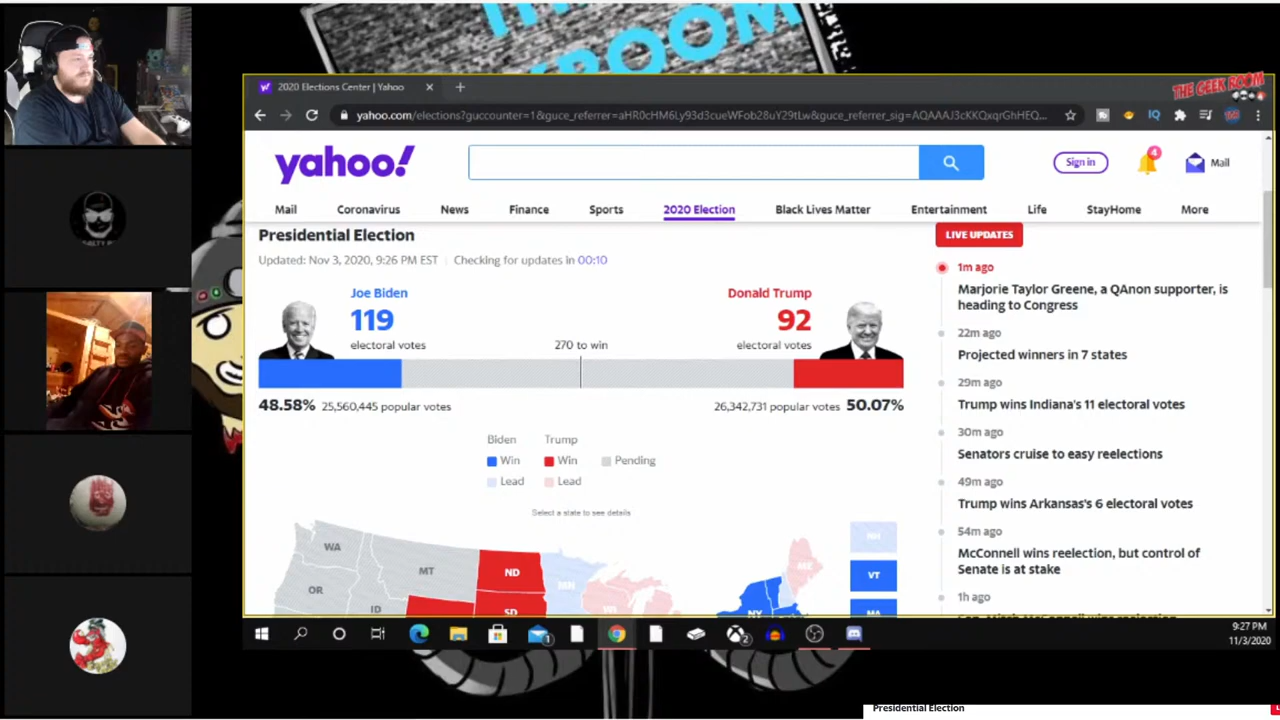 2020 Elections Center | Yahoo
THE GEEK ROOM
yahoo.com/elections?guccounter=1&guce_referrer=aHR0cHM6Ly93d3cueWFob28uY29tLw&guce_referrer_sig=AQAAAJ3cKKQxqrGhHEQ...
yahoo!
Sign in
4
Mail
Mail
Coronavirus
News
Finance
Sports
2020 Election
Black Lives Matter
Entertainment
Life
StayHome
More
Presidential Election
Updated: Nov 3, 2020, 9:26 PM EST
Checking for updates in 00:10
Joe Biden
119
electoral votes
270 to win
Donald Trump
92
electoral votes
48.58% 25,560,445 popular votes
26,342,731 popular votes 50.07%
Biden
Trump
Win
Win
Pending
Lead
Lead
Select a state to see details
WA
MT
ND
MN
OR
ID
SD
WI
NY
ME
NH
VT
MA
LIVE UPDATES
1m ago
Marjorie Taylor Greene, a QAnon supporter, is
heading to Congress
22m ago
Projected winners in 7 states
29m ago
Trump wins Indiana's 11 electoral votes
30m ago
Senators cruise to easy reelections
49m ago
Trump wins Arkansas's 6 electoral votes
54m ago
McConnell wins reelection, but control of
Senate is at stake
1h ago
9:27 PM
11/3/2020
Presidential Election